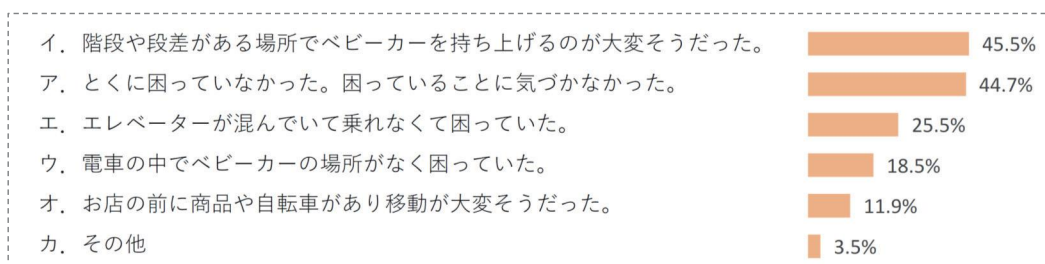 イ．階段や段差がある場所でベビーカーを持ち上げるのが大変そうだった。 45.5%
ア．とくに困っていなかった。困っていることに気づかなかった。 44.7%
エ．エレベーターが混んでいて乗れなくて困っていた。 25.5%
ウ．電車の中でベビーカーの場所がなく困っていた。 18.5%
オ．お店の前に商品や自転車があり移動が大変そうだった。 11.9%
カ．その他 3.5%